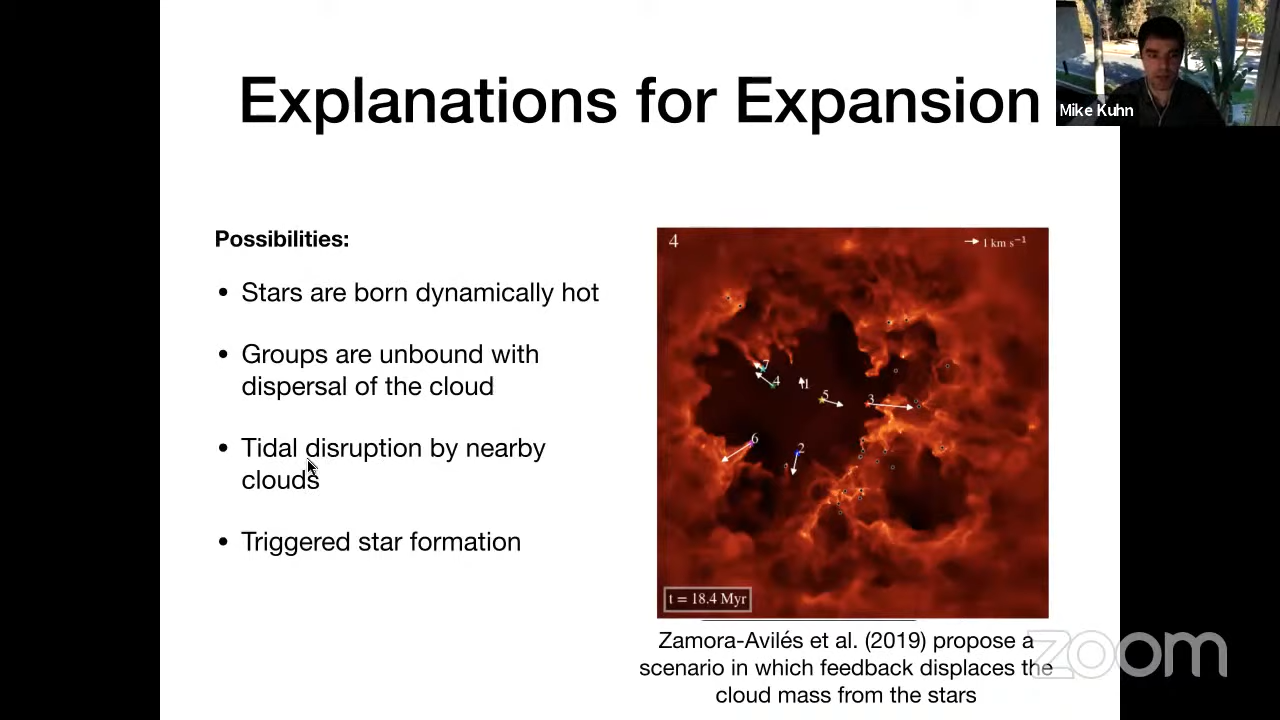 Explanations for Expansion
Mike Kuhn
Possibilities:
• Stars are born dynamically hot
• Groups are unbound with
dispersal of the cloud
• Tidal disruption by nearby
clouds
• Triggered star formation
4
1 km s⁻¹
7
4
1
5
3
6
2
t = 18.4 Myr
Zamora-Avilés et al. (2019) propose a
scenario in which feedback displaces the
cloud mass from the stars
zoom